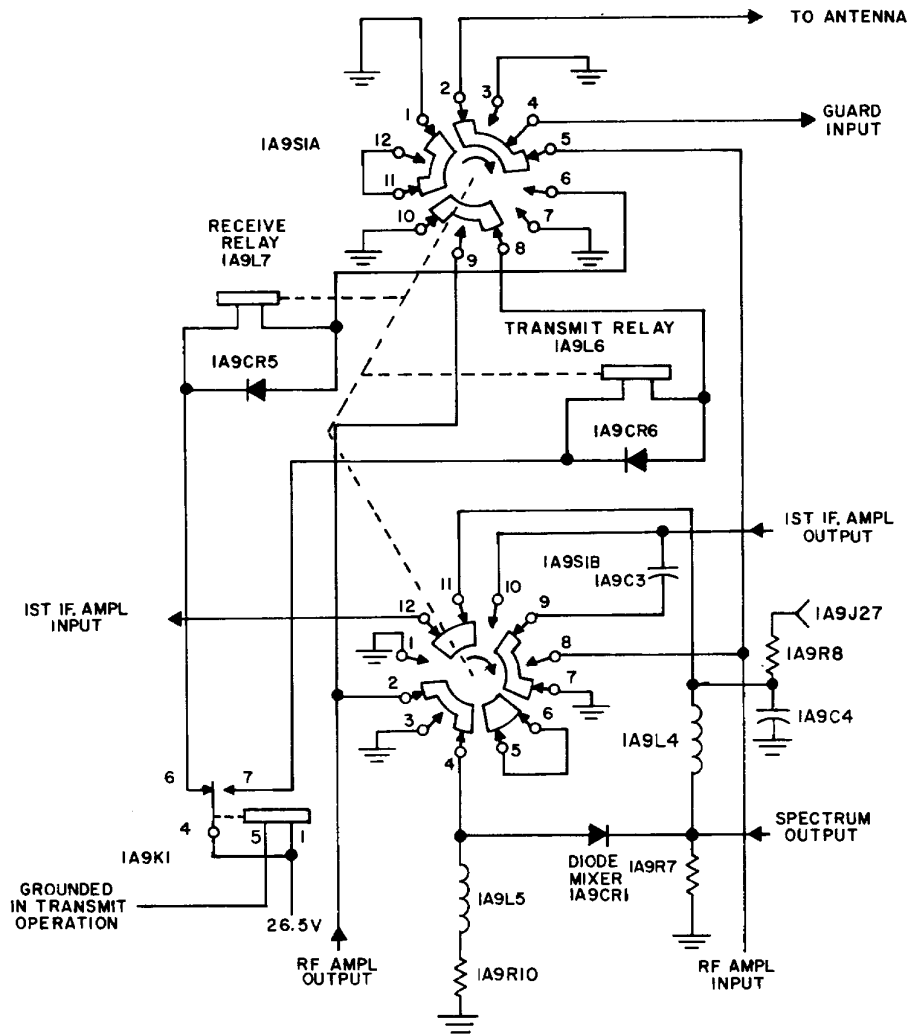 TO ANTENNA
2
3
4
1
GUARD
INPUT
5
12
1A9S1A
11
6
10
7
RECEIVE
RELAY
1A9L7
9
8
TRANSMIT RELAY
1A9L6
1A9CR5
1A9CR6
1ST IF. AMPL
OUTPUT
1A9S1B
1A9C3
11
10
9
12
1ST IF. AMPL
INPUT
1A9J27
1
8
1A9R8
2
7
3
6
5
4
1A9L4
1A9C4
6
7
4
5
1
1A9K1
SPECTRUM
OUTPUT
DIODE
MIXER
1A9CR1
1A9R7
GROUNDED
IN TRANSMIT
OPERATION
26.5V
1A9L5
RF AMPL
OUTPUT
1A9R10
RF AMPL
INPUT